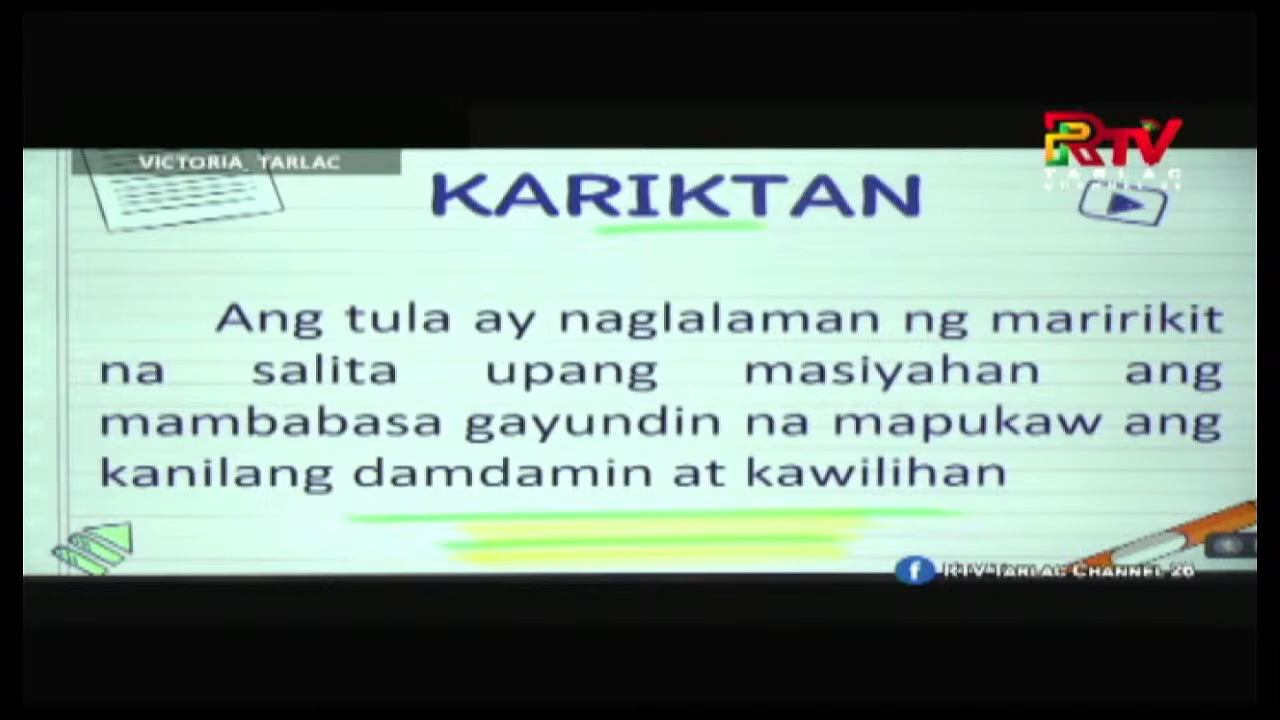 VICTORIA, TARLAC
RTV
TARLAC
KARIKTAN
Ang tula ay naglalaman ng maririkit
na salita upang masiyahan ang
mambabasa gayundin na mapukaw ang
kanilang damdamin at kawilihan
f RTV TARLAC CHANNEL 26